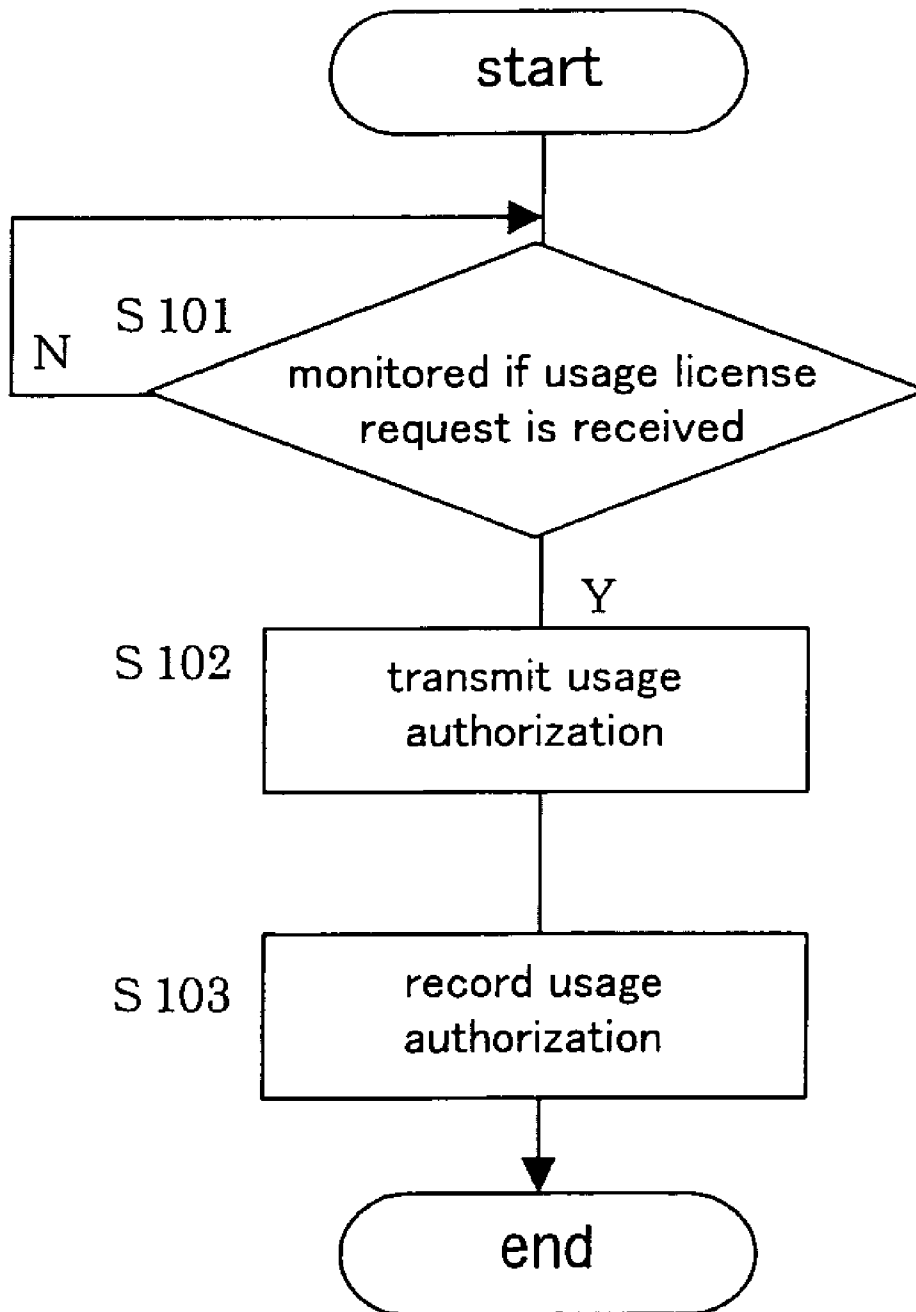 start
S 101
N
monitored if usage license
request is received
Y
S 102
transmit usage
authorization
S 103
record usage
authorization
end